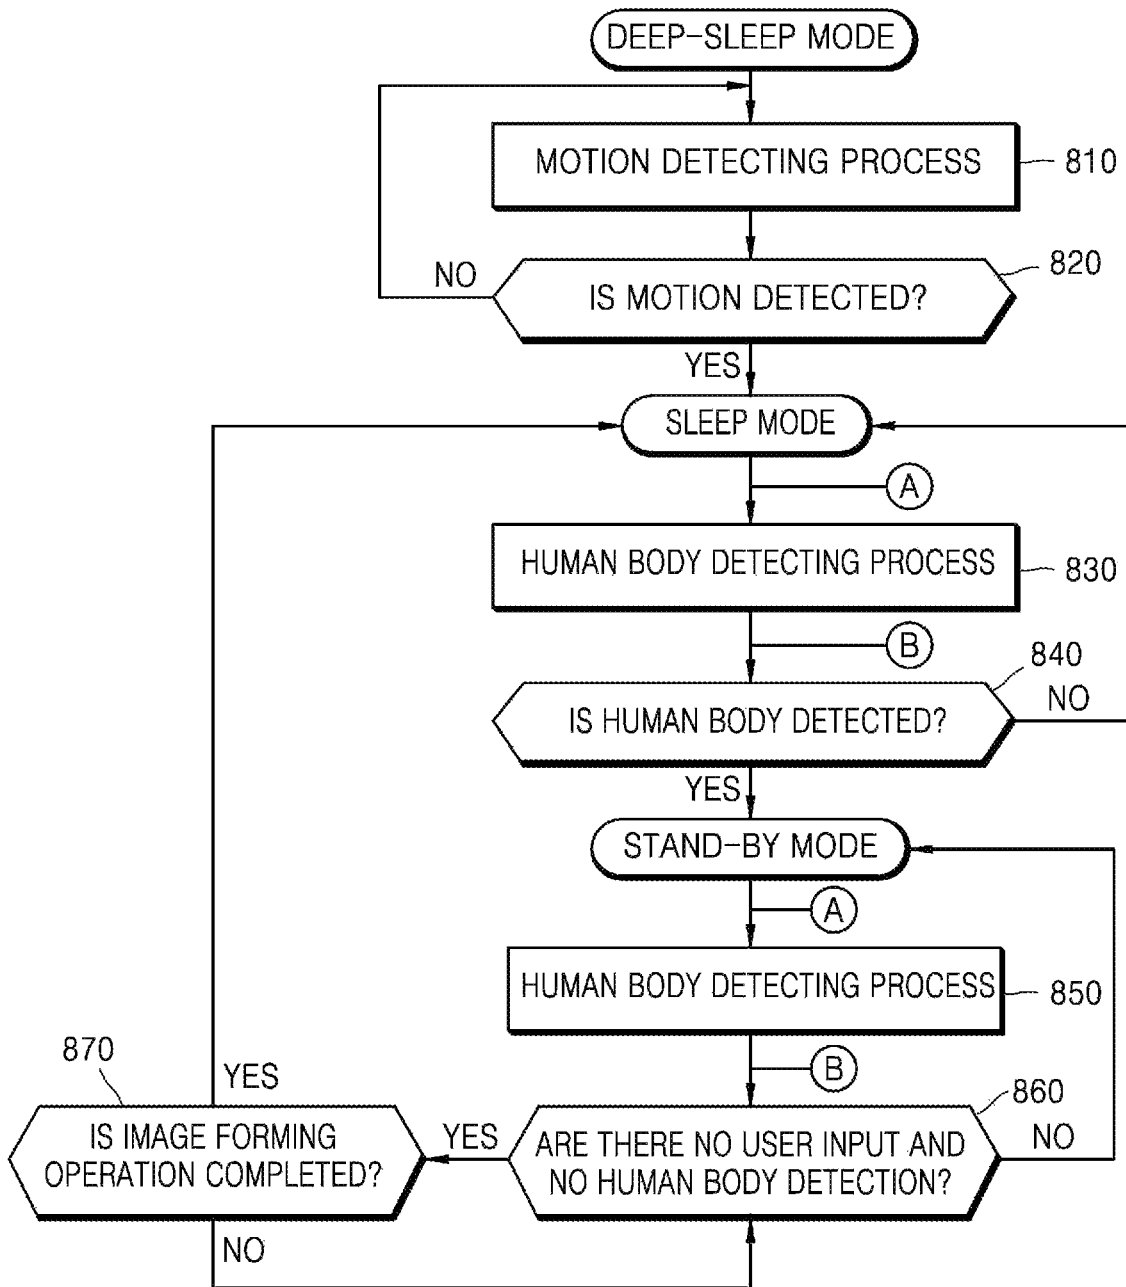 DEEP-SLEEP MODE
MOTION DETECTING PROCESS
810
820
NO
IS MOTION DETECTED?
YES
SLEEP MODE
A
HUMAN BODY DETECTING PROCESS
830
B
840
IS HUMAN BODY DETECTED?
NO
YES
STAND-BY MODE
A
HUMAN BODY DETECTING PROCESS
850
870
B
YES
860
IS IMAGE FORMING
OPERATION COMPLETED?
YES
ARE THERE NO USER INPUT AND
NO HUMAN BODY DETECTION?
NO
NO